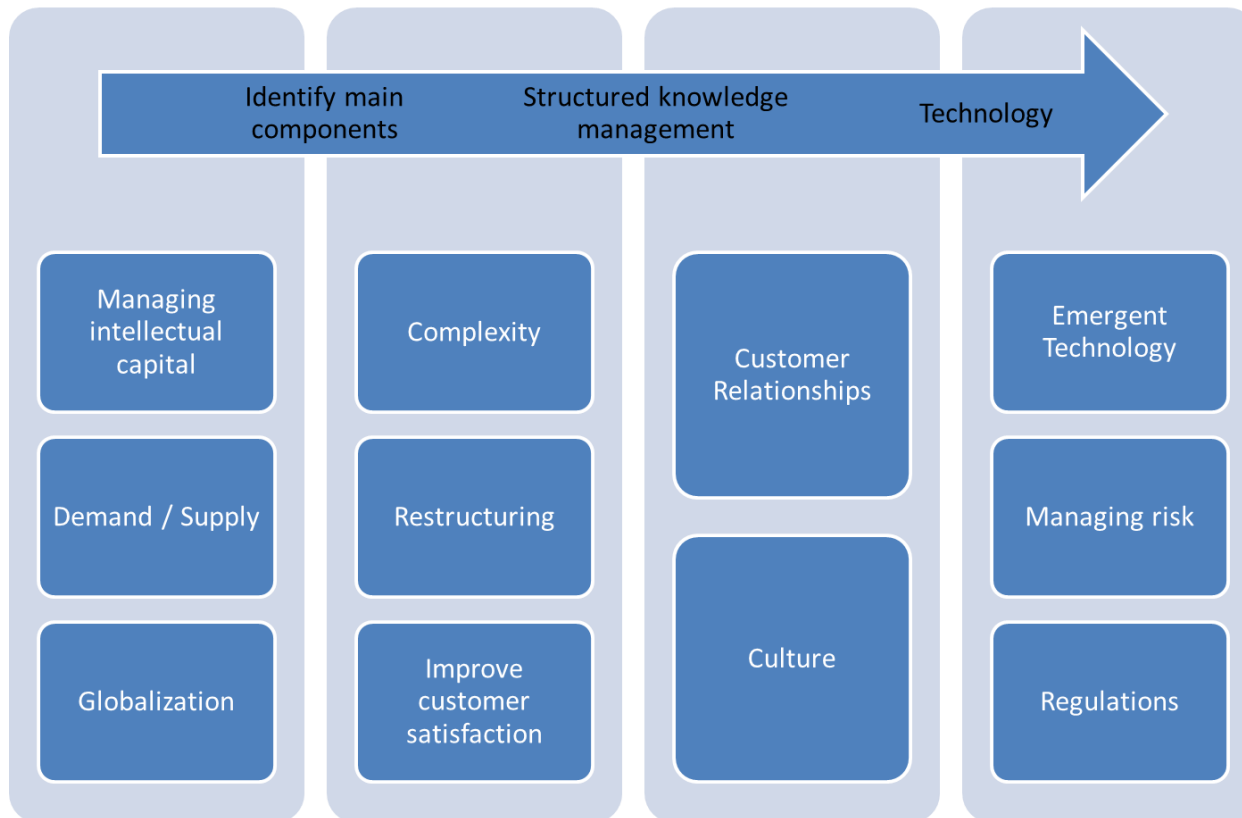 Identify main
components
Structured knowledge
management
Technology
Managing
intellectual
capital
Demand / Supply
Globalization
Complexity
Restructuring
Improve
customer
satisfaction
Customer
Relationships
Culture
Emergent
Technology
Managing risk
Regulations